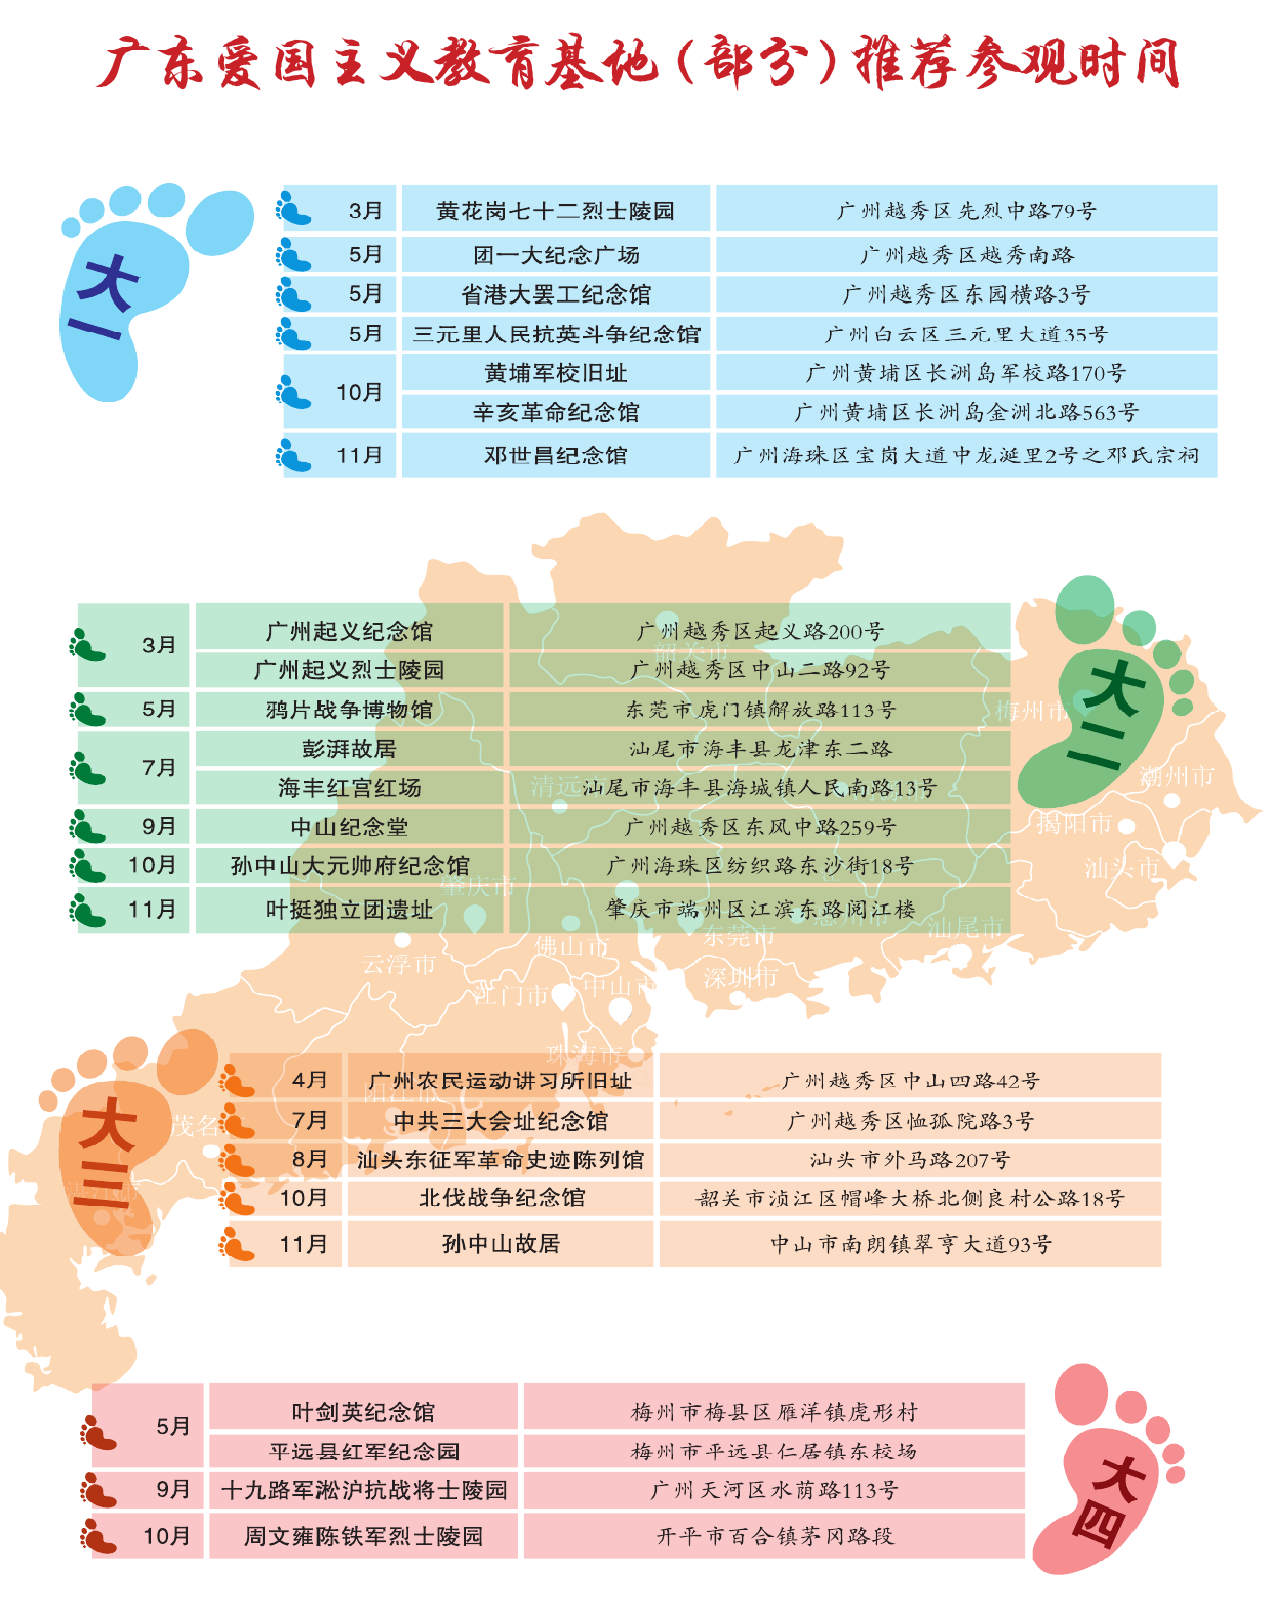 广东爱国主义教育基地（部分）推荐参观时间
大一
3月 黄花岗七十二烈士陵园 广州越秀区先烈中路79号
5月 团一大纪念广场 广州越秀区越秀南路
5月 省港大罢工纪念馆 广州越秀区东园横路3号
5月 三元里人民抗英斗争纪念馆 广州白云区三元里大道35号
10月 黄埔军校旧址 广州黄埔区长洲岛军校路170号
辛亥革命纪念馆 广州黄埔区长洲岛金洲北路563号
11月 邓世昌纪念馆 广州海珠区宝岗大道中龙涎里2号之邓氏宗祠
大二
3月 广州起义纪念馆 广州越秀区起义路200号
广州起义烈士陵园 广州越秀区中山二路92号
5月 鸦片战争博物馆 东莞市虎门镇解放路113号
7月 彭湃故居 汕尾市海丰县龙津东二路
海丰红宫红场 汕尾市海丰县海城镇人民南路13号
9月 中山纪念堂 广州越秀区东风中路259号
10月 孙中山大元帅府纪念馆 广州海珠区纺织路东沙街18号
11月 叶挺独立团遗址 肇庆市端州区江滨东路阅江楼
韶关市
梅州市
清远市
河源市
潮州市
揭阳市
汕头市
肇庆市
惠州市
佛山市
东莞市
汕尾市
云浮市
江门市
中山市
深圳市
珠海市
阳江市
茂名
湛江市
大三
4月 广州农民运动讲习所旧址 广州越秀区中山四路42号
7月 中共三大会址纪念馆 广州越秀区恤孤院路3号
8月 汕头东征军革命史迹陈列馆 汕头市外马路207号
10月 北伐战争纪念馆 韶关市浈江区帽峰大桥北侧良村公路18号
11月 孙中山故居 中山市南朗镇翠亨大道93号
大四
5月 叶剑英纪念馆 梅州市梅县区雁洋镇虎形村
平远县红军纪念园 梅州市平远县仁居镇东校场
9月 十九路军淞沪抗战将士陵园 广州天河区水荫路113号
10月 周文雍陈铁军烈士陵园 开平市百合镇茅冈路段